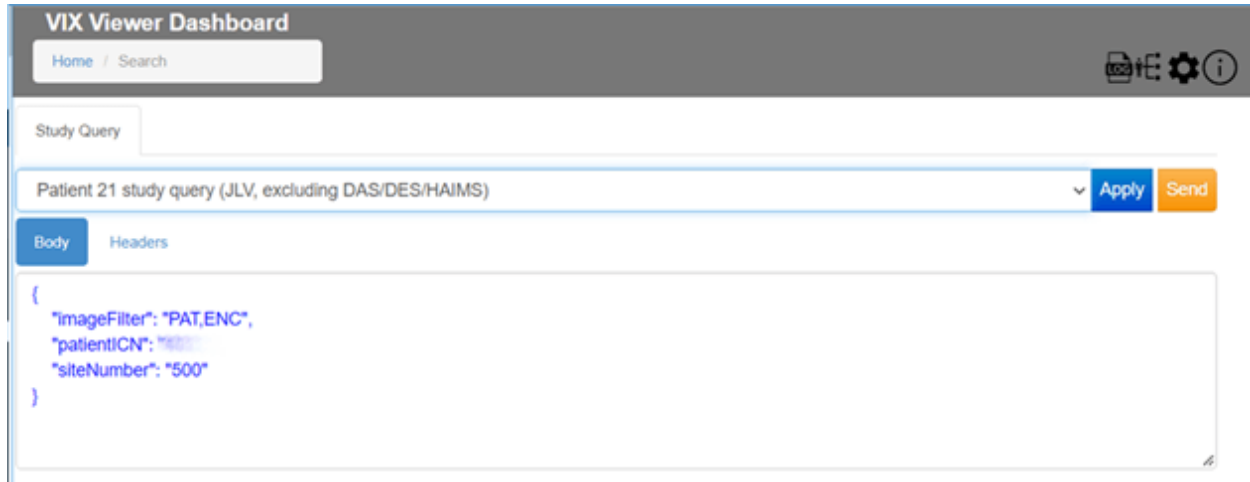 VIX Viewer Dashboard
Home / Search
LOG
Study Query
Patient 21 study query (JLV, excluding DAS/DES/HAIMS)
Apply Send
Body Headers
{
"imageFilter": "PAT,ENC",
"patientICN": "
"siteNumber": "500"
}